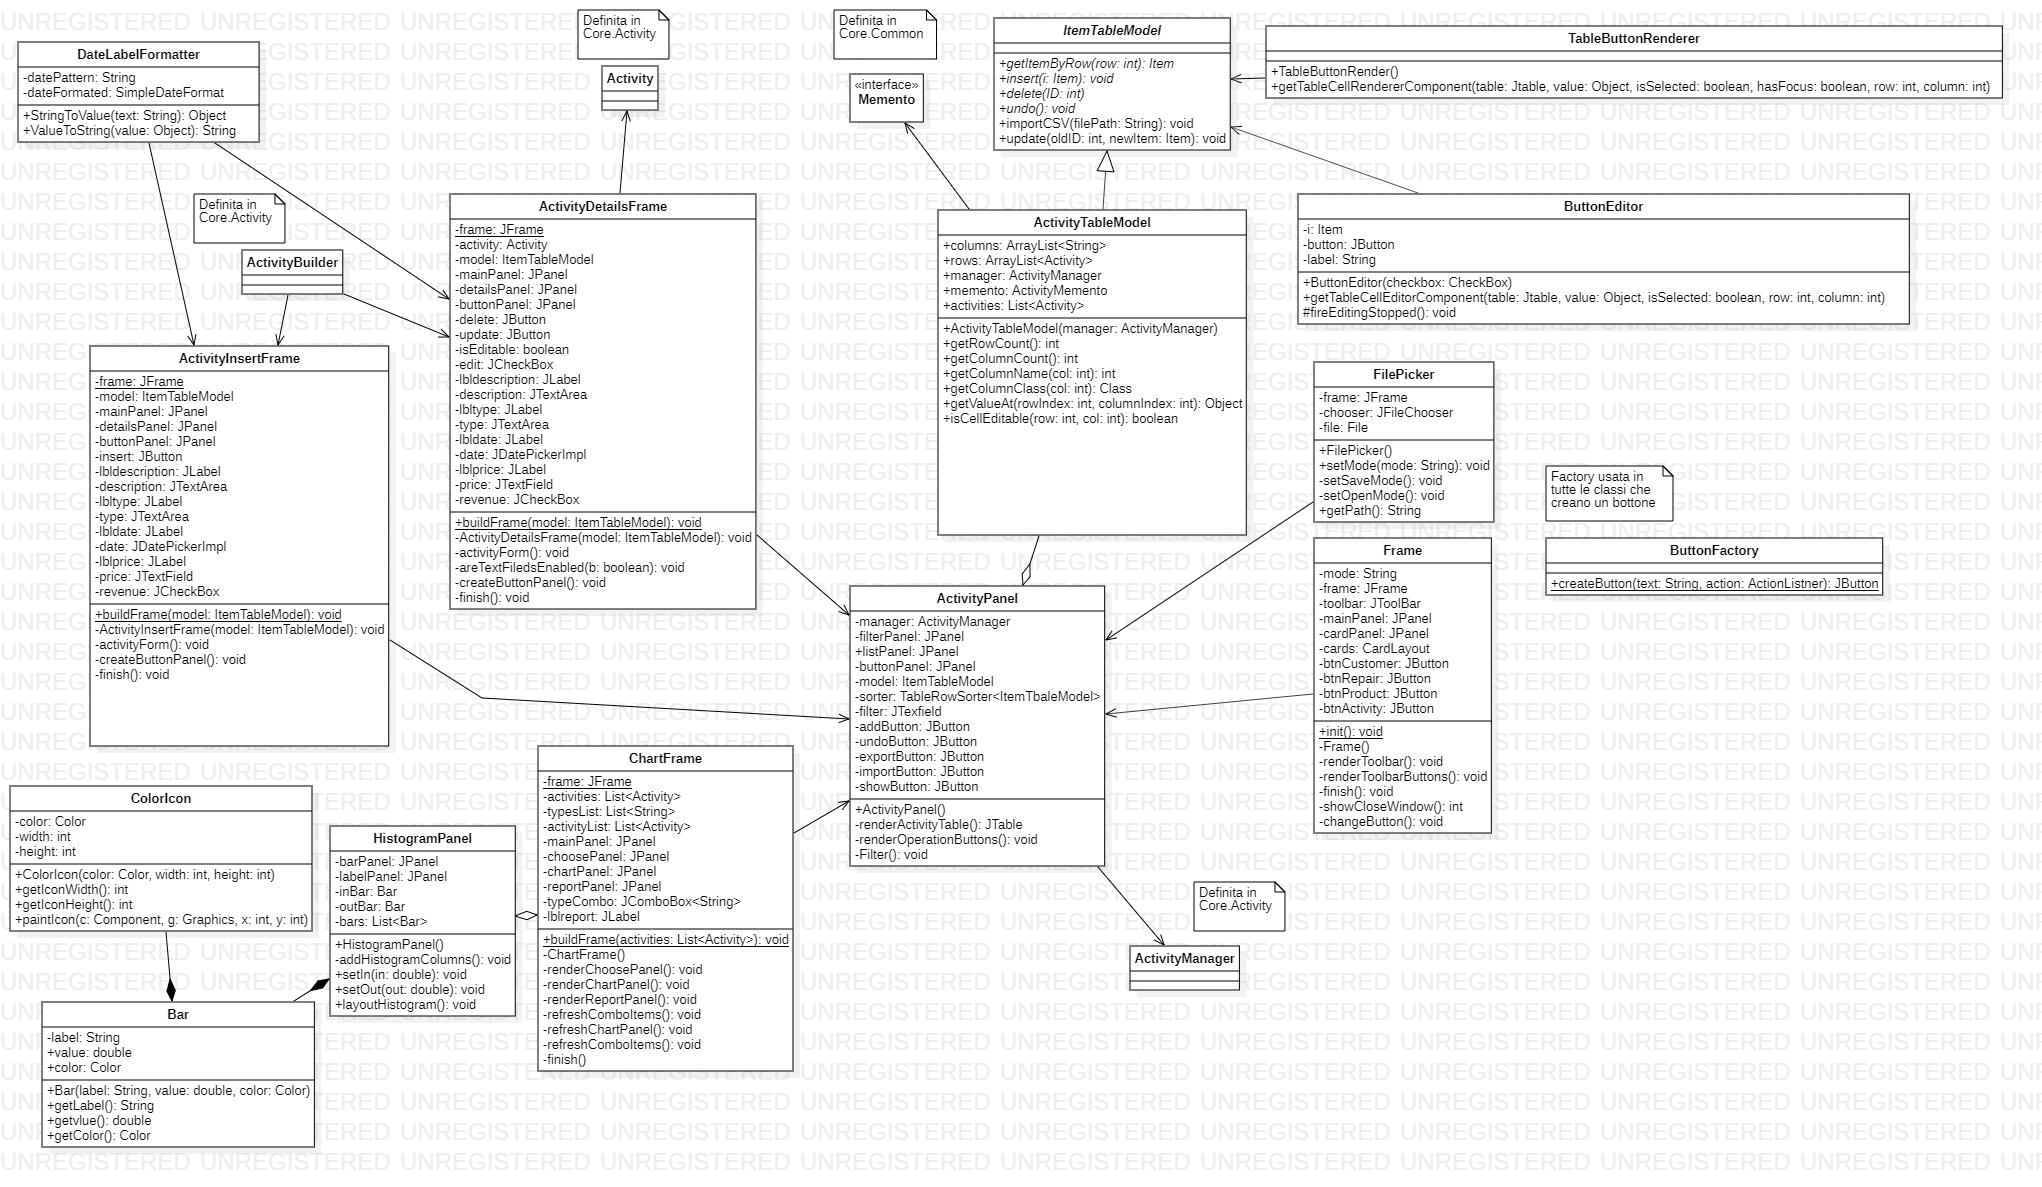 DateLabelFormatter
-datePattern: String
-dateFormated: SimpleDateFormat
+StringToValue(text: String): Object
+ValueToString(value: Object): String
Definita in
Core.Activity
Activity
Definita in
Core.Common
«interface»
Memento
ItemTableModel
+getItemByRow(row: int): Item
+insert(i: Item): void
+delete(ID: int)
+undo(): void
+importCSV(filePath: String): void
+update(oldID: int, newItem: Item): void
TableButtonRenderer
+TableButtonRender()
+getTableCellRendererComponent(table: Jtable, value: Object, isSelected: boolean, hasFocus: boolean, row: int, column: int)
Definita in
Core.Activity
ActivityBuilder
ActivityDetailsFrame
-frame: JFrame
-activity: Activity
-model: ItemTableModel
-mainPanel: JPanel
-detailsPanel: JPanel
-buttonPanel: JPanel
-delete: JButton
-update: JButton
-isEditable: boolean
-edit: JCheckBox
-lbldescription: JLabel
-description: JTextArea
-lbltype: JLabel
-type: JTextArea
-lbldate: JLabel
-date: JDatePickerImpl
-lblprice: JLabel
-price: JTextField
-revenue: JCheckBox
+buildFrame(model: ItemTableModel): void
-ActivityDetailsFrame(model: ItemTableModel): void
-activityForm(): void
-areTextFiledsEnabled(b: boolean): void
-createButtonPanel(): void
-finish(): void
ActivityTableModel
+columns: ArrayList<String>
+rows: ArrayList<Activity>
+manager: ActivityManager
+memento: ActivityMemento
+activities: List<Activity>
+ActivityTableModel(manager: ActivityManager)
+getRowCount(): int
+getColumnCount(): int
+getColumnName(col: int): int
+getColumnClass(col: int): Class
+getValueAt(rowIndex: int, columnIndex: int): Object
+isCellEditable(row: int, col: int): boolean
ButtonEditor
-i: Item
-button: JButton
-label: String
+ButtonEditor(checkbox: CheckBox)
+getTableCellEditorComponent(table: Jtable, value: Object, isSelected: boolean, row: int, column: int)
#fireEditingStopped(): void
ActivityInsertFrame
-frame: JFrame
-model: ItemTableModel
-mainPanel: JPanel
-detailsPanel: JPanel
-buttonPanel: JPanel
-insert: JButton
-lbldescription: JLabel
-description: JTextArea
-lbltype: JLabel
-type: JTextArea
-lbldate: JLabel
-date: JDatePickerImpl
-lblprice: JLabel
-price: JTextField
-revenue: JCheckBox
+buildFrame(model: ItemTableModel): void
-ActivityInsertFrame(model: ItemTableModel): void
-activityForm(): void
-createButtonPanel(): void
-finish(): void
FilePicker
-frame: JFrame
-chooser: JFileChooser
-file: File
+FilePicker()
+setMode(mode: String): void
-setSaveMode(): void
-setOpenMode(): void
+getPath(): String
Factory usata in
tutte le classi che
creano un bottone
ButtonFactory
+createButton(text: String, action: ActionListner): JButton
Frame
-mode: String
-frame: JFrame
-toolbar: JToolBar
-mainPanel: JPanel
-cardPanel: JPanel
-cards: CardLayout
-btnCustomer: JButton
-btnRepair: JButton
-btnProduct: JButton
-btnActivity: JButton
+init(): void
-Frame()
-renderToolbar(): void
-renderToolbarButtons(): void
-finish(): void
-showCloseWindow(): int
-changeButton(): void
ActivityPanel
-manager: ActivityManager
-filterPanel: JPanel
+listPanel: JPanel
-buttonPanel: JPanel
-model: ItemTableModel
-sorter: TableRowSorter<ItemTbaleModel>
-filter: JTexfield
-addButton: JButton
-undoButton: JButton
-exportButton: JButton
-importButton: JButton
-showButton: JButton
+ActivityPanel()
-renderActivityTable(): JTable
-renderOperationButtons(): void
-Filter(): void
ChartFrame
-frame: JFrame
-activities: List<Activity>
-typesList: List<String>
-activityList: List<Activity>
-mainPanel: JPanel
-choosePanel: JPanel
-chartPanel: JPanel
-reportPanel: JPanel
-typeCombo: JComboBox<String>
-lblreport: JLabel
+buildFrame(activities: List<Activity>): void
-ChartFrame()
-renderChoosePanel(): void
-renderChartPanel(): void
-renderReportPanel(): void
-refreshComboItems(): void
-refreshChartPanel(): void
-refreshComboItems(): void
-finish()
ColorIcon
-color: Color
-width: int
-height: int
+ColorIcon(color: Color, width: int, height: int)
+getIconWidth(): int
+getIconHeight(): int
+paintIcon(c: Component, g: Graphics, x: int, y: int)
HistogramPanel
-barPanel: JPanel
-labelPanel: JPanel
-inBar: Bar
-outBar: Bar
-bars: List<Bar>
+HistogramPanel()
-addHistogramColumns(): void
+setIn(in: double): void
+setOut(out: double): void
+layoutHistogram(): void
Definita in
Core.Activity
ActivityManager
Bar
-label: String
+value: double
+color: Color
+Bar(label: String, value: double, color: Color)
+getLabel(): String
+getvlue(): double
+getColor(): Color
UNREGISTERED